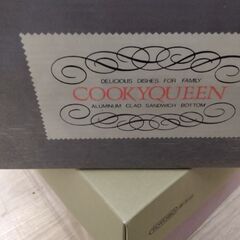 DELICIOUS DISHES FOR FAMILY
COOKYQUEEN
ALUMINUM CLAD SANDWICH BOTTOM